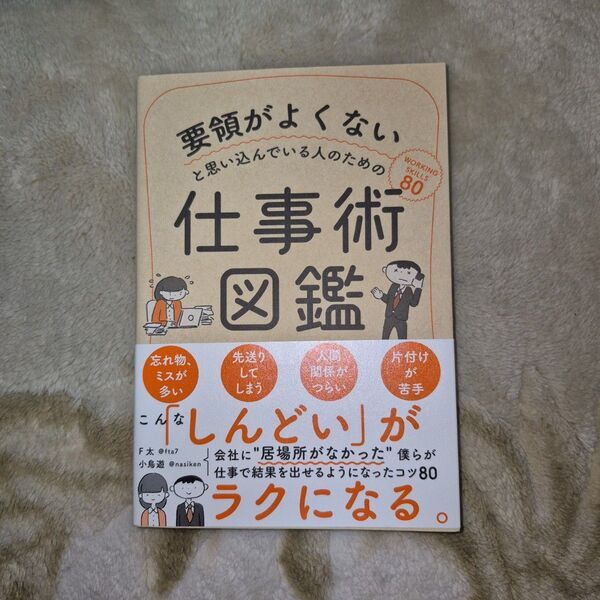 要領がよくない
と思い込んでいる人のための
WORKING
SKILLS
80
仕事術
図鑑
忘れ物、
ミスが
多い
先送り
して
しまう
人間
関係が
つらい
片付け
が
苦手
こんな「しんどい」が
F太 @fta7
小鳥遊 @nasiken
会社に"居場所がなかった"僕らが
仕事で結果を出せるようになったコツ80
ラクになる。